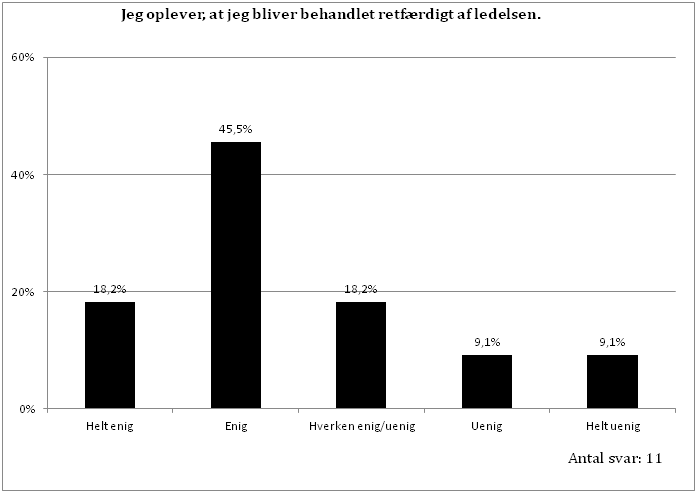 Jeg oplever, at jeg bliver behandlet retfærdigt af ledelsen.
60%
45,5%
40%
18,2%
18,2%
20%
9,1%
9,1%
0%
Helt enig
Enig
Hverken enig/uenig
Uenig
Helt uenig
Antal svar: 11